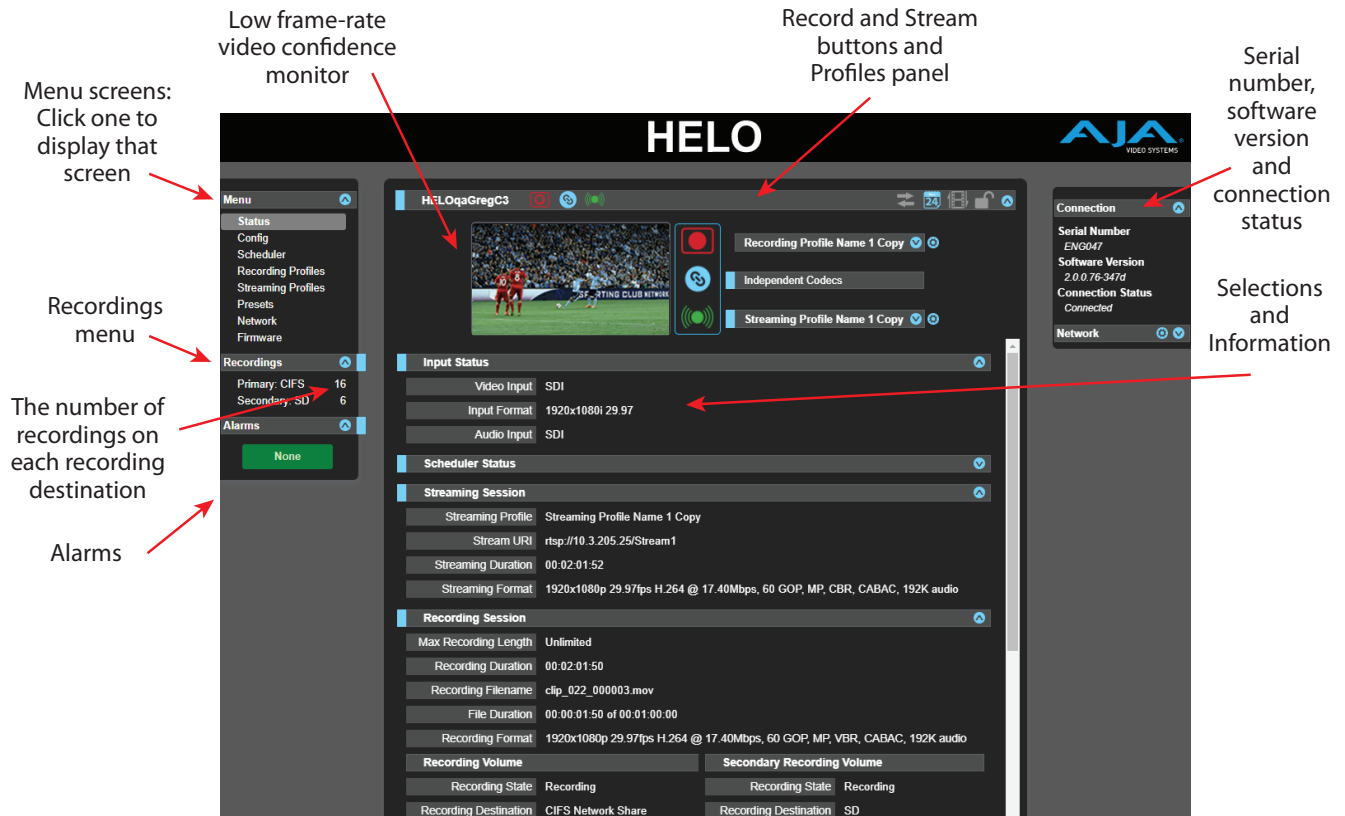 Low frame-rate
video confidence
monitor
Record and Stream
buttons and
Profiles panel
Serial
number,
software
version
and
connection
status
Menu screens:
Click one to
display that
screen
HELO
AJA
VIDEO SYSTEMS
Menu
Status
Config
Scheduler
Recording Profiles
Streaming Profiles
Presets
Network
Firmware
Recordings
menu
Recordings
Primary: CIFS 16
Secondary: SD 6
The number of
recordings on
each recording
destination
Alarms
None
Alarms
HELOqaGregC3
24
Recording Profile Name 1 Copy
Independent Codecs
Streaming Profile Name 1 Copy
10
8
SPORTING CLUB NETWORK
Connection
Serial Number
ENG047
Software Version
2.0.0.76-347d
Connection Status
Connected
Network
Selections
and
Information
Input Status
Video Input SDI
Input Format 1920x1080i 29.97
Audio Input SDI
Scheduler Status
Streaming Session
Streaming Profile Streaming Profile Name 1 Copy
Stream URI rtsp://10.3.205.25/Stream1
Streaming Duration 00:02:01:52
Streaming Format 1920x1080p 29.97fps H.264 @ 17.40Mbps, 60 GOP, MP, CBR, CABAC, 192K audio
Recording Session
Max Recording Length Unlimited
Recording Duration 00:02:01:50
Recording Filename clip_022_000003.mov
File Duration 00:00:01:50 of 00:01:00:00
Recording Format 1920x1080p 29.97fps H.264 @ 17.40Mbps, 60 GOP, MP, VBR, CABAC, 192K audio
Recording Volume
Secondary Recording Volume
Recording State Recording
Recording State Recording
Recording Destination CIFS Network Share
Recording Destination SD